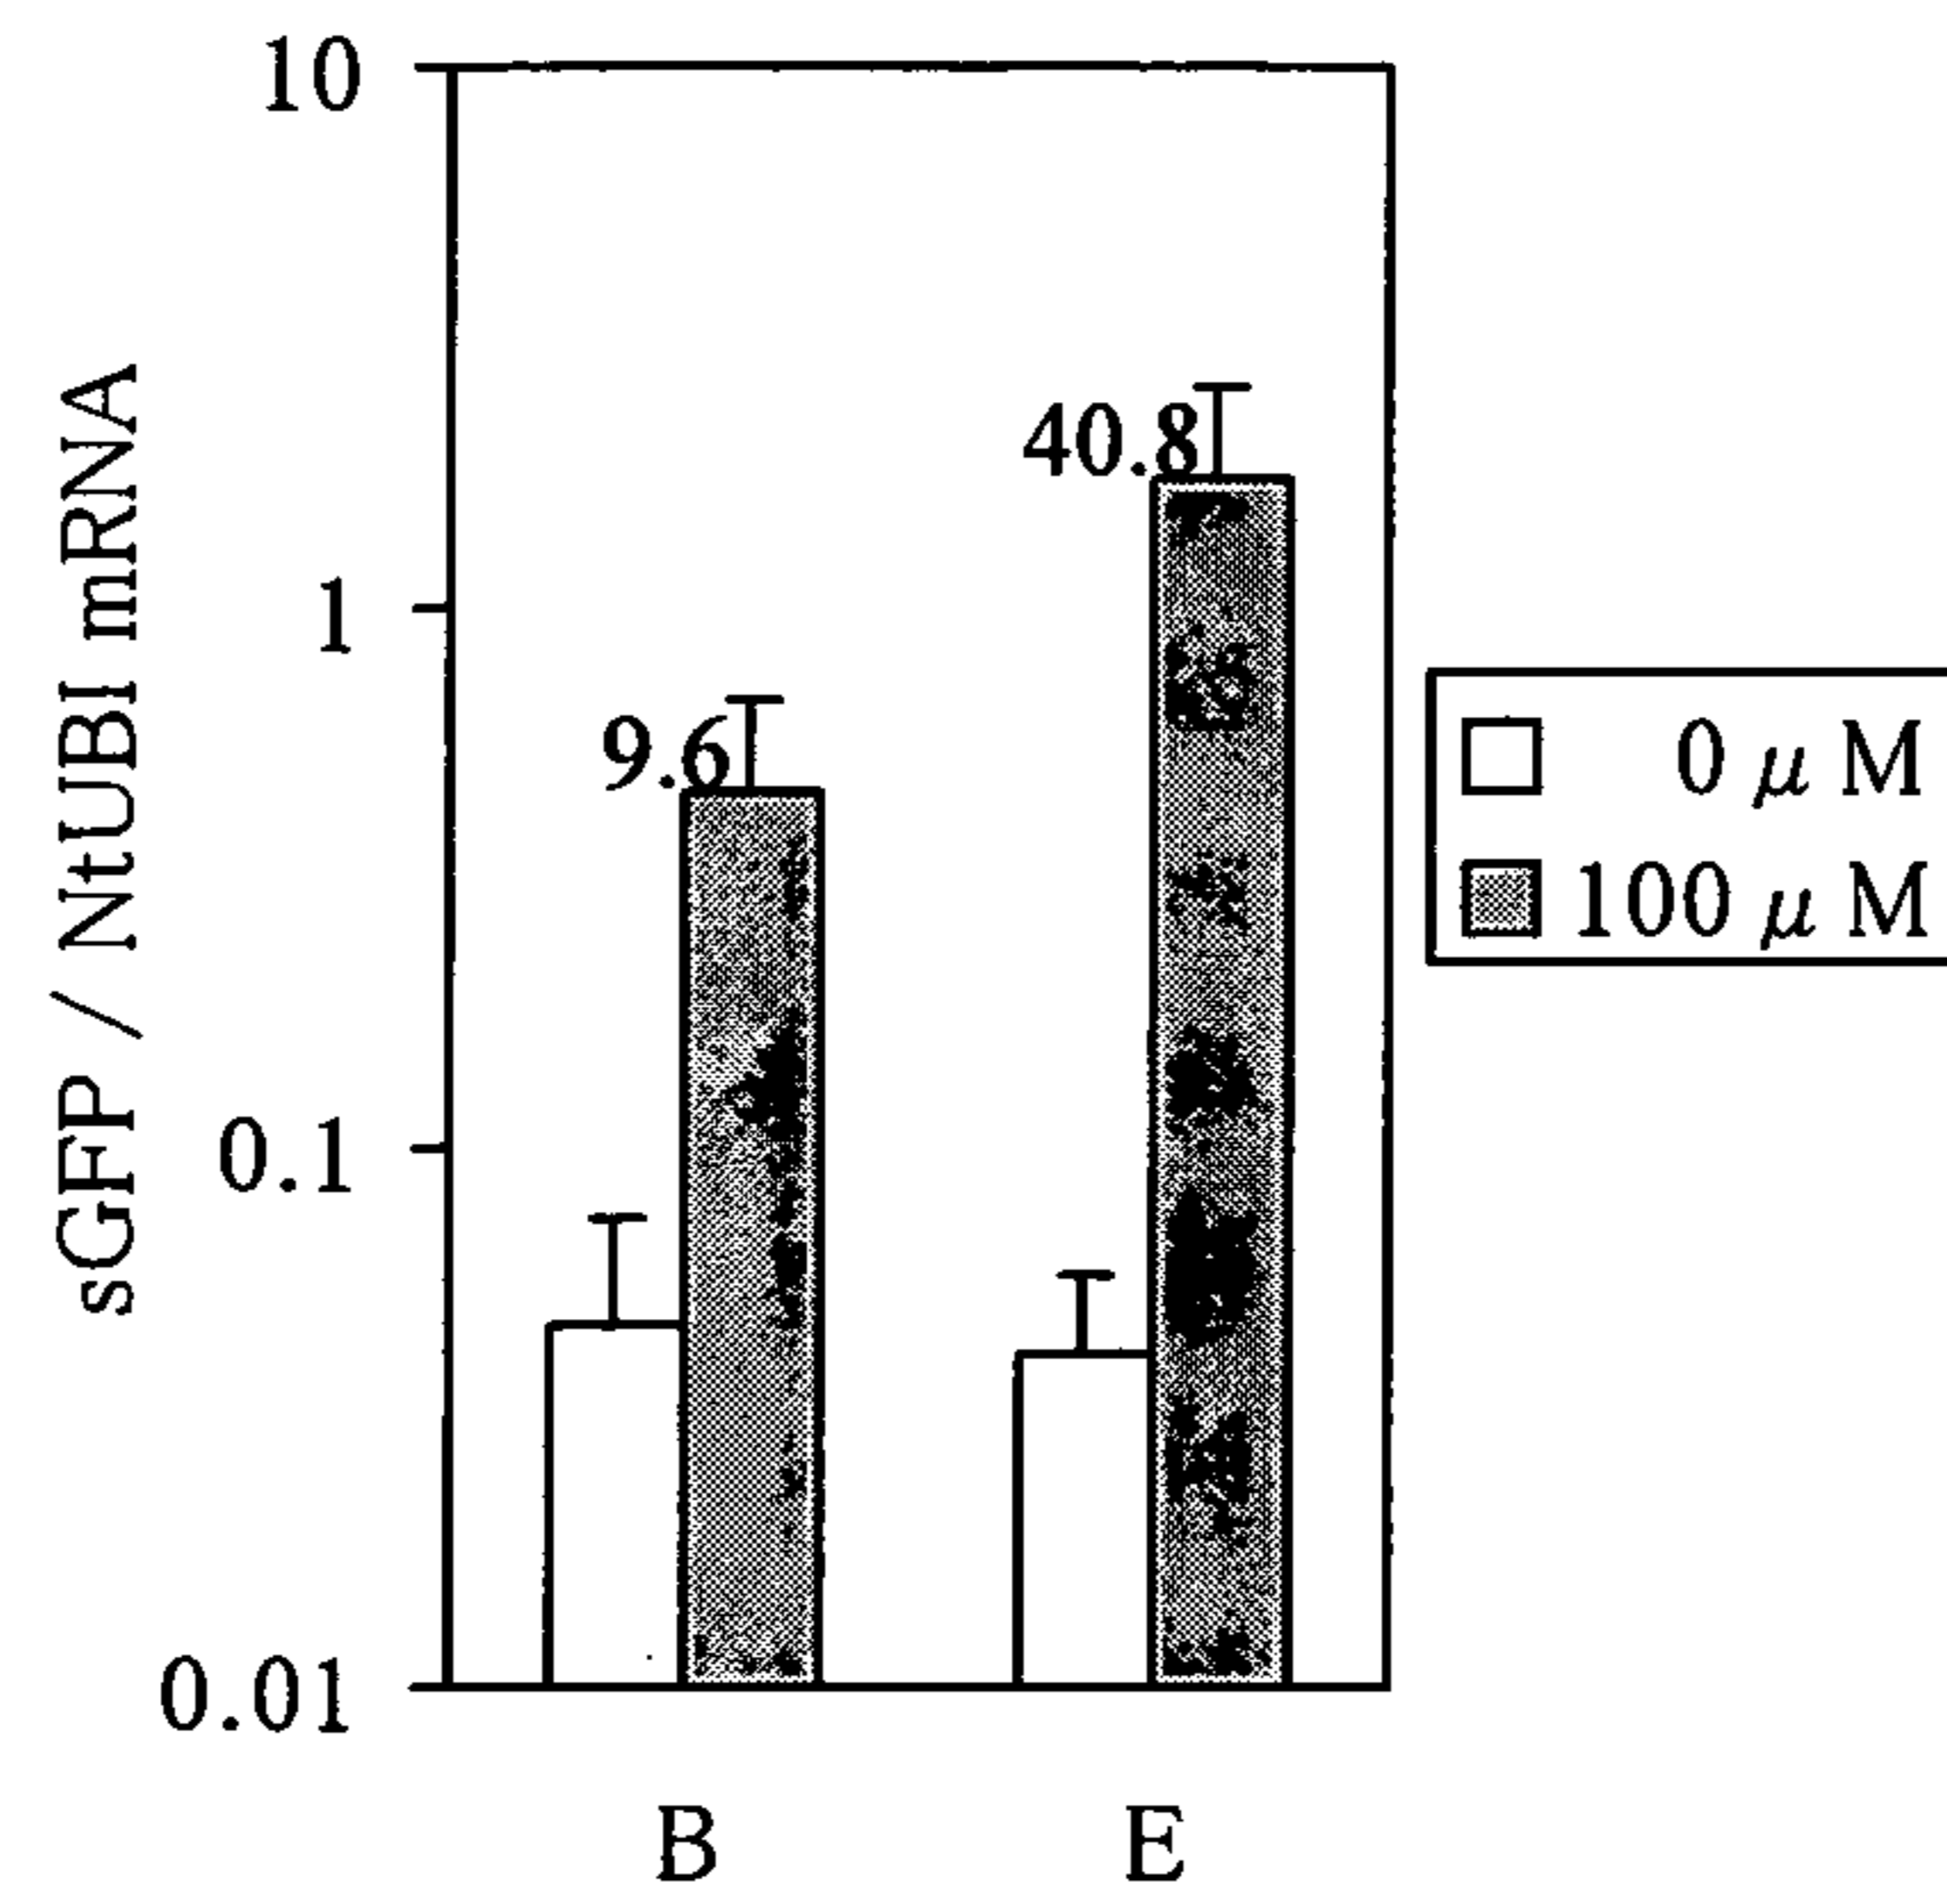 10
1
0.1
0.01
sGFP / NtUBI mRNA
9.6
40.8
0 μ M
100 μ M
B
E